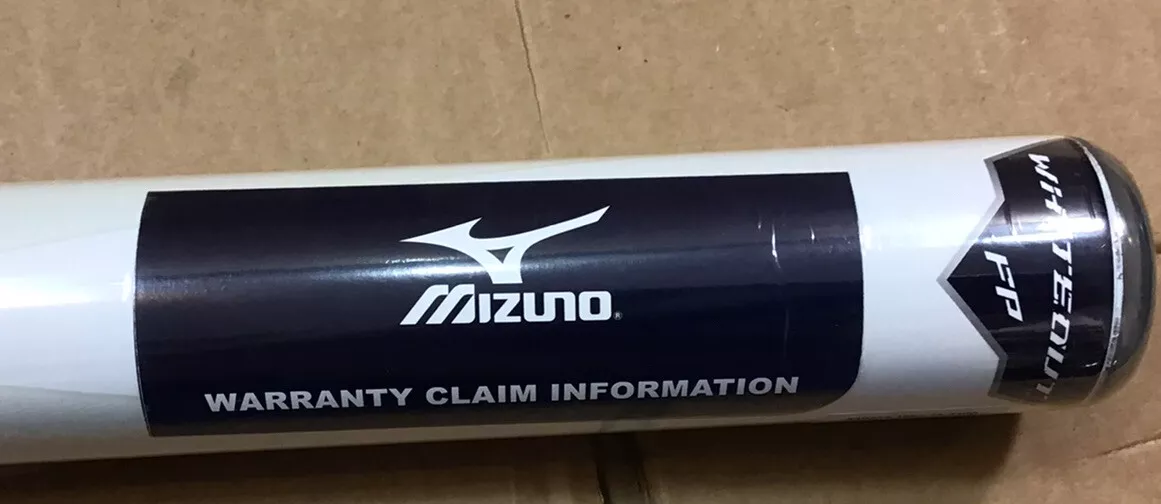 MIZUNO
WARRANTY CLAIM INFORMATION
WHITEOUT
FP